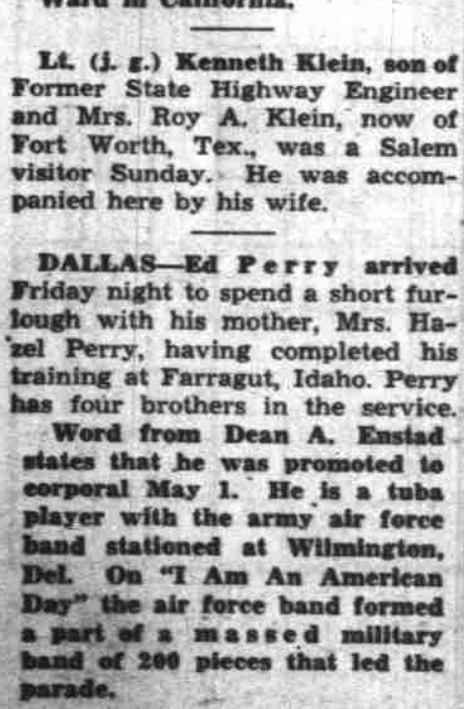 Ward in California.
Lt. (j. g.) Kenneth Klein, son of
Former State Highway Engineer
and Mrs. Roy A. Klein, now of
Fort Worth, Tex., was a Salem
visitor Sunday. He was accom-
panied here by his wife.
DALLAS—Ed Perry arrived
Friday night to spend a short fur-
lough with his mother, Mrs. Ha-
zel Perry, having completed his
training at Farragut, Idaho. Perry
has four brothers in the service.
Word from Dean A. Enstad
states that he was promoted to
corporal May 1. He is a tuba
player with the army air force
band stationed at Wilmington,
Del. On "I Am An American
Day" the air force band formed
a part of a massed military
band of 200 pieces that led the
parade.